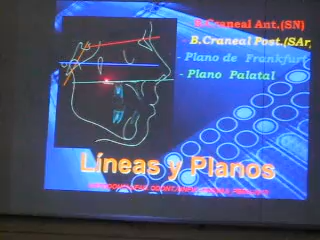 B.Craneal Ant.(SN)
B.Craneal Post.(SAr)
- Plano de Frankfurt
- Plano Palatal
Líneas y Planos